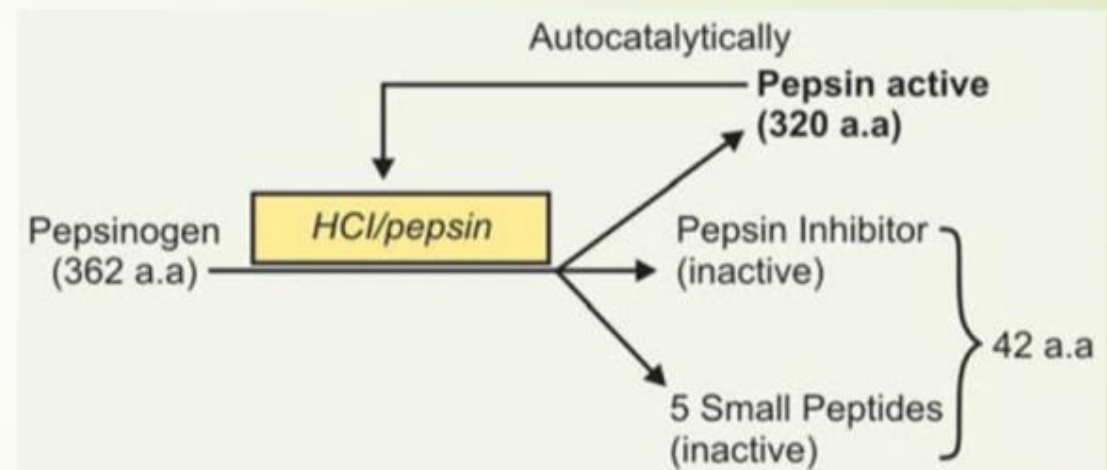 Autocatalytically
Pepsin active
(320 a.a)
Pepsinogen
(362 a.a)
HCl/pepsin
Pepsin Inhibitor
(inactive)
42 a.a
5 Small Peptides
(inactive)